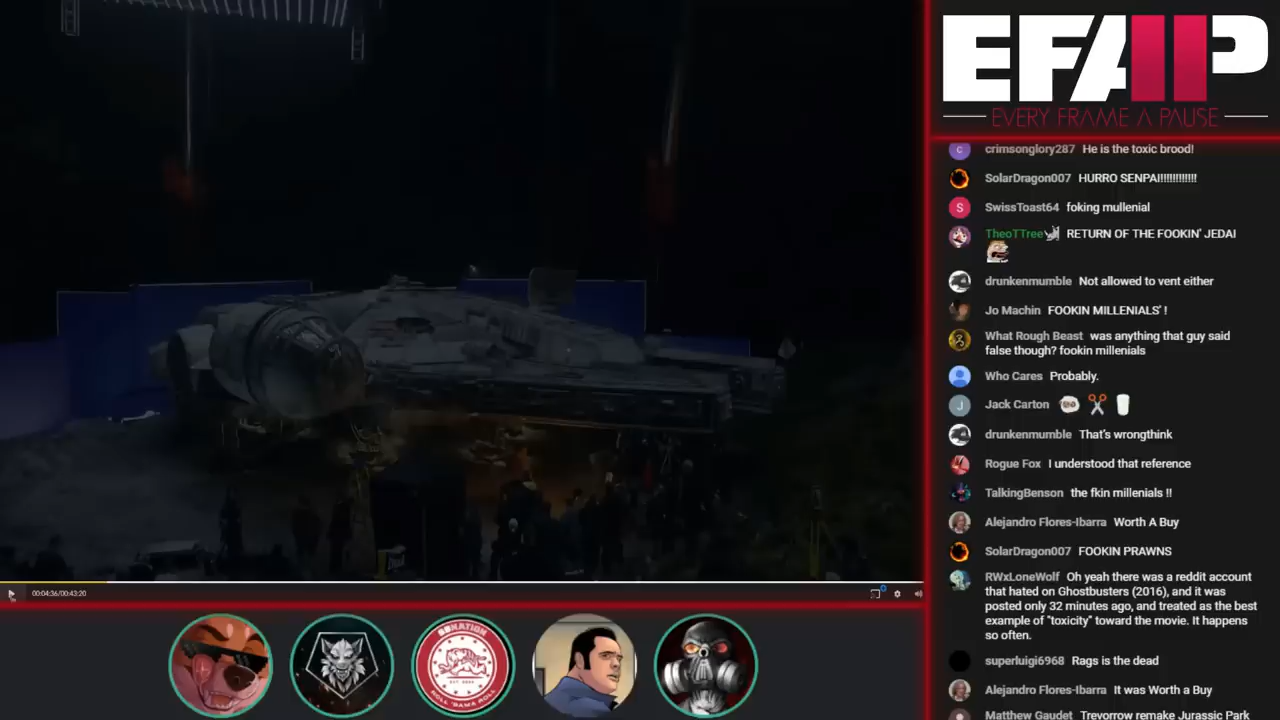 EFAP
EVERY FRAME A PAUSE
crimsonglory287 He is the toxic brood!
SolarDragon007 HURRO SENPAI!!!!!!!!!!!!
SwissToast64 foking mullenial
TheoTTree RETURN OF THE FOOKIN' JEDAI
drunkenmumble Not allowed to vent either
Jo Machin FOOKIN MILLENIALS' !
What Rough Beast was anything that guy said
false though? fookin millenials
Who Cares Probably.
Jack Carton
drunkenmumble That's wrongthink
Rogue Fox I understood that reference
TalkingBenson the fkin millenials !!
Alejandro Flores-Ibarra Worth A Buy
SolarDragon007 FOOKIN PRAWNS
RWxLoneWolf Oh yeah there was a reddit account
that hated on Ghostbusters (2016), and it was
posted only 32 minutes ago, and treated as the best
example of "toxicity" toward the movie. It happens
so often.
superluigi6968 Rags is the dead
Alejandro Flores-Ibarra It was Worth a Buy
Matthew Gaudet Trevorrow remake Jurassic Park
00:04:36/00:43:20
SBNATION
ROLL 'BAMA ROLL